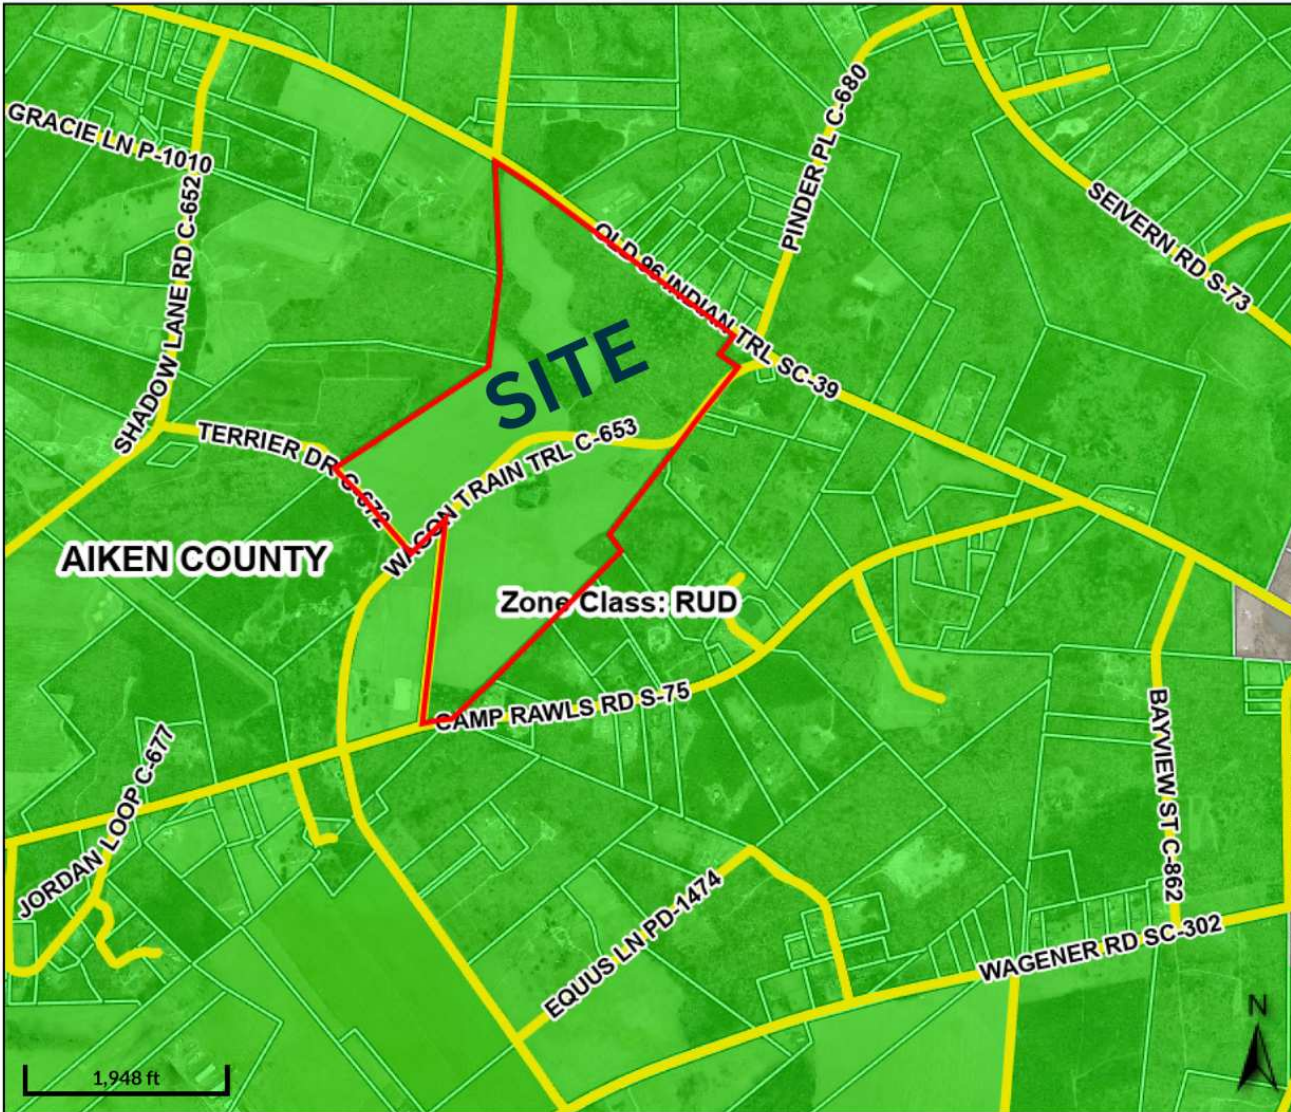 GRACIE LN P-1010
SHADOW LANE RD C-652
PINDER PL C-680
SEIVERN RD S-73
OLD 96 INDIAN TRL SC-39
SITE
TERRIER DR C-672
WAGON TRAIN TRL C-653
AIKEN COUNTY
Zone Class: RUD
CAMP RAWLS RD S-75
JORDAN LOOP C-677
BAYVIEW ST C-862
EQUUS LN PD-1474
WAGENER RD SC-302
N
1,948 ft